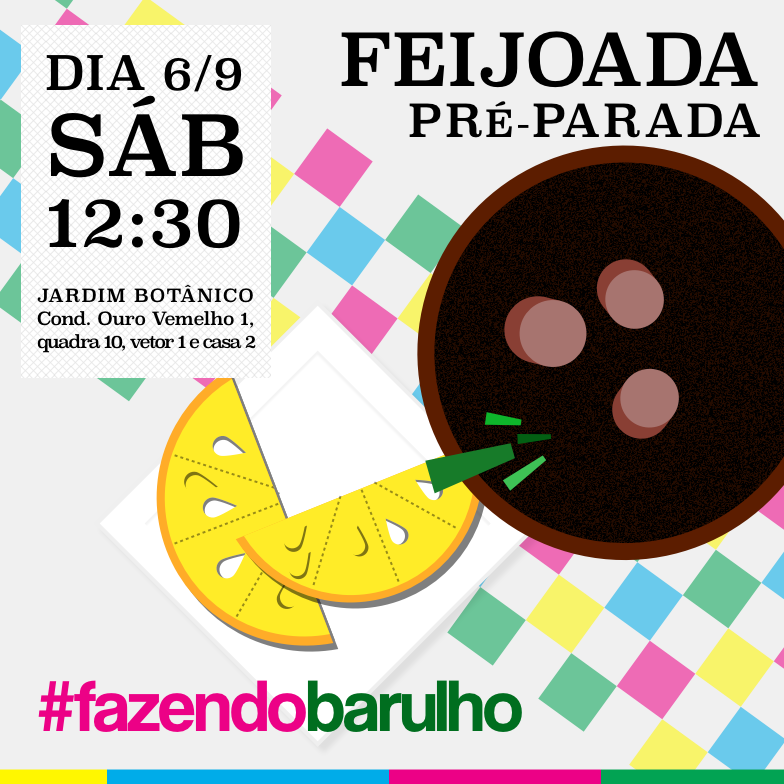 DIA 6/9
SÁB
12:30
JARDIM BOTÂNICO
Cond. Ouro Vemelho 1,
quadra 10, vetor 1 e casa 2
FEIJOADA
PRÉ-PARADA
#fazendobarulho